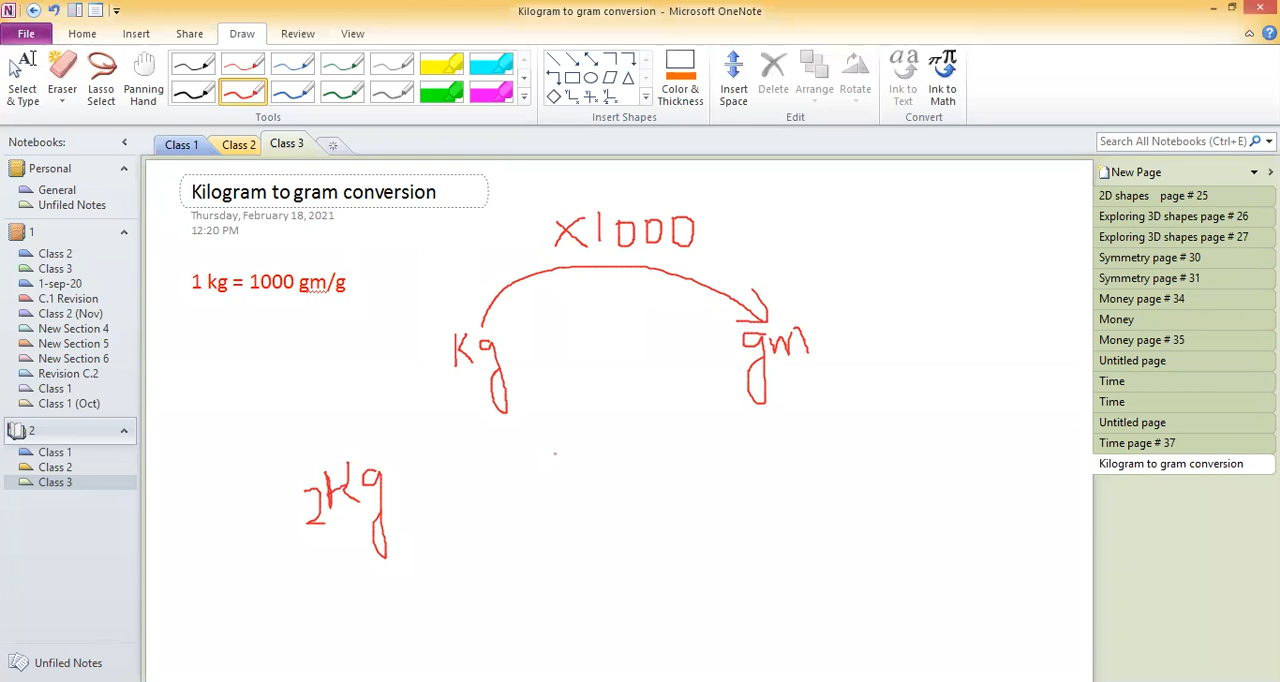 Kilogram to gram conversion - Microsoft OneNote
File Home Insert Share Draw Review View
Select & Type
Eraser
Lasso Select
Panning Hand
Tools
Insert Shapes
Color & Thickness
Insert Space
Delete
Arrange
Rotate
Edit
Ink to Text
Ink to Math
Convert
Notebooks:
Personal
General
Unfiled Notes
1
Class 2
Class 3
1-sep-20
C.1 Revision
Class 2 (Nov)
New Section 4
New Section 5
New Section 6
Revision C.2
Class 1
Class 1 (Oct)
2
Class 1
Class 2
Class 3
Unfiled Notes
Class 1 Class 2 Class 3
Search All Notebooks (Ctrl+E)
Kilogram to gram conversion
Thursday, February 18, 2021
12:20 PM
1 kg = 1000 gm/g
X1000
Kg gm
2Kg
New Page
2D shapes page # 25
Exploring 3D shapes page # 26
Exploring 3D shapes page # 27
Symmetry page # 30
Symmetry page # 31
Money page # 34
Money
Money page # 35
Untitled page
Time
Time
Untitled page
Time page # 37
Kilogram to gram conversion